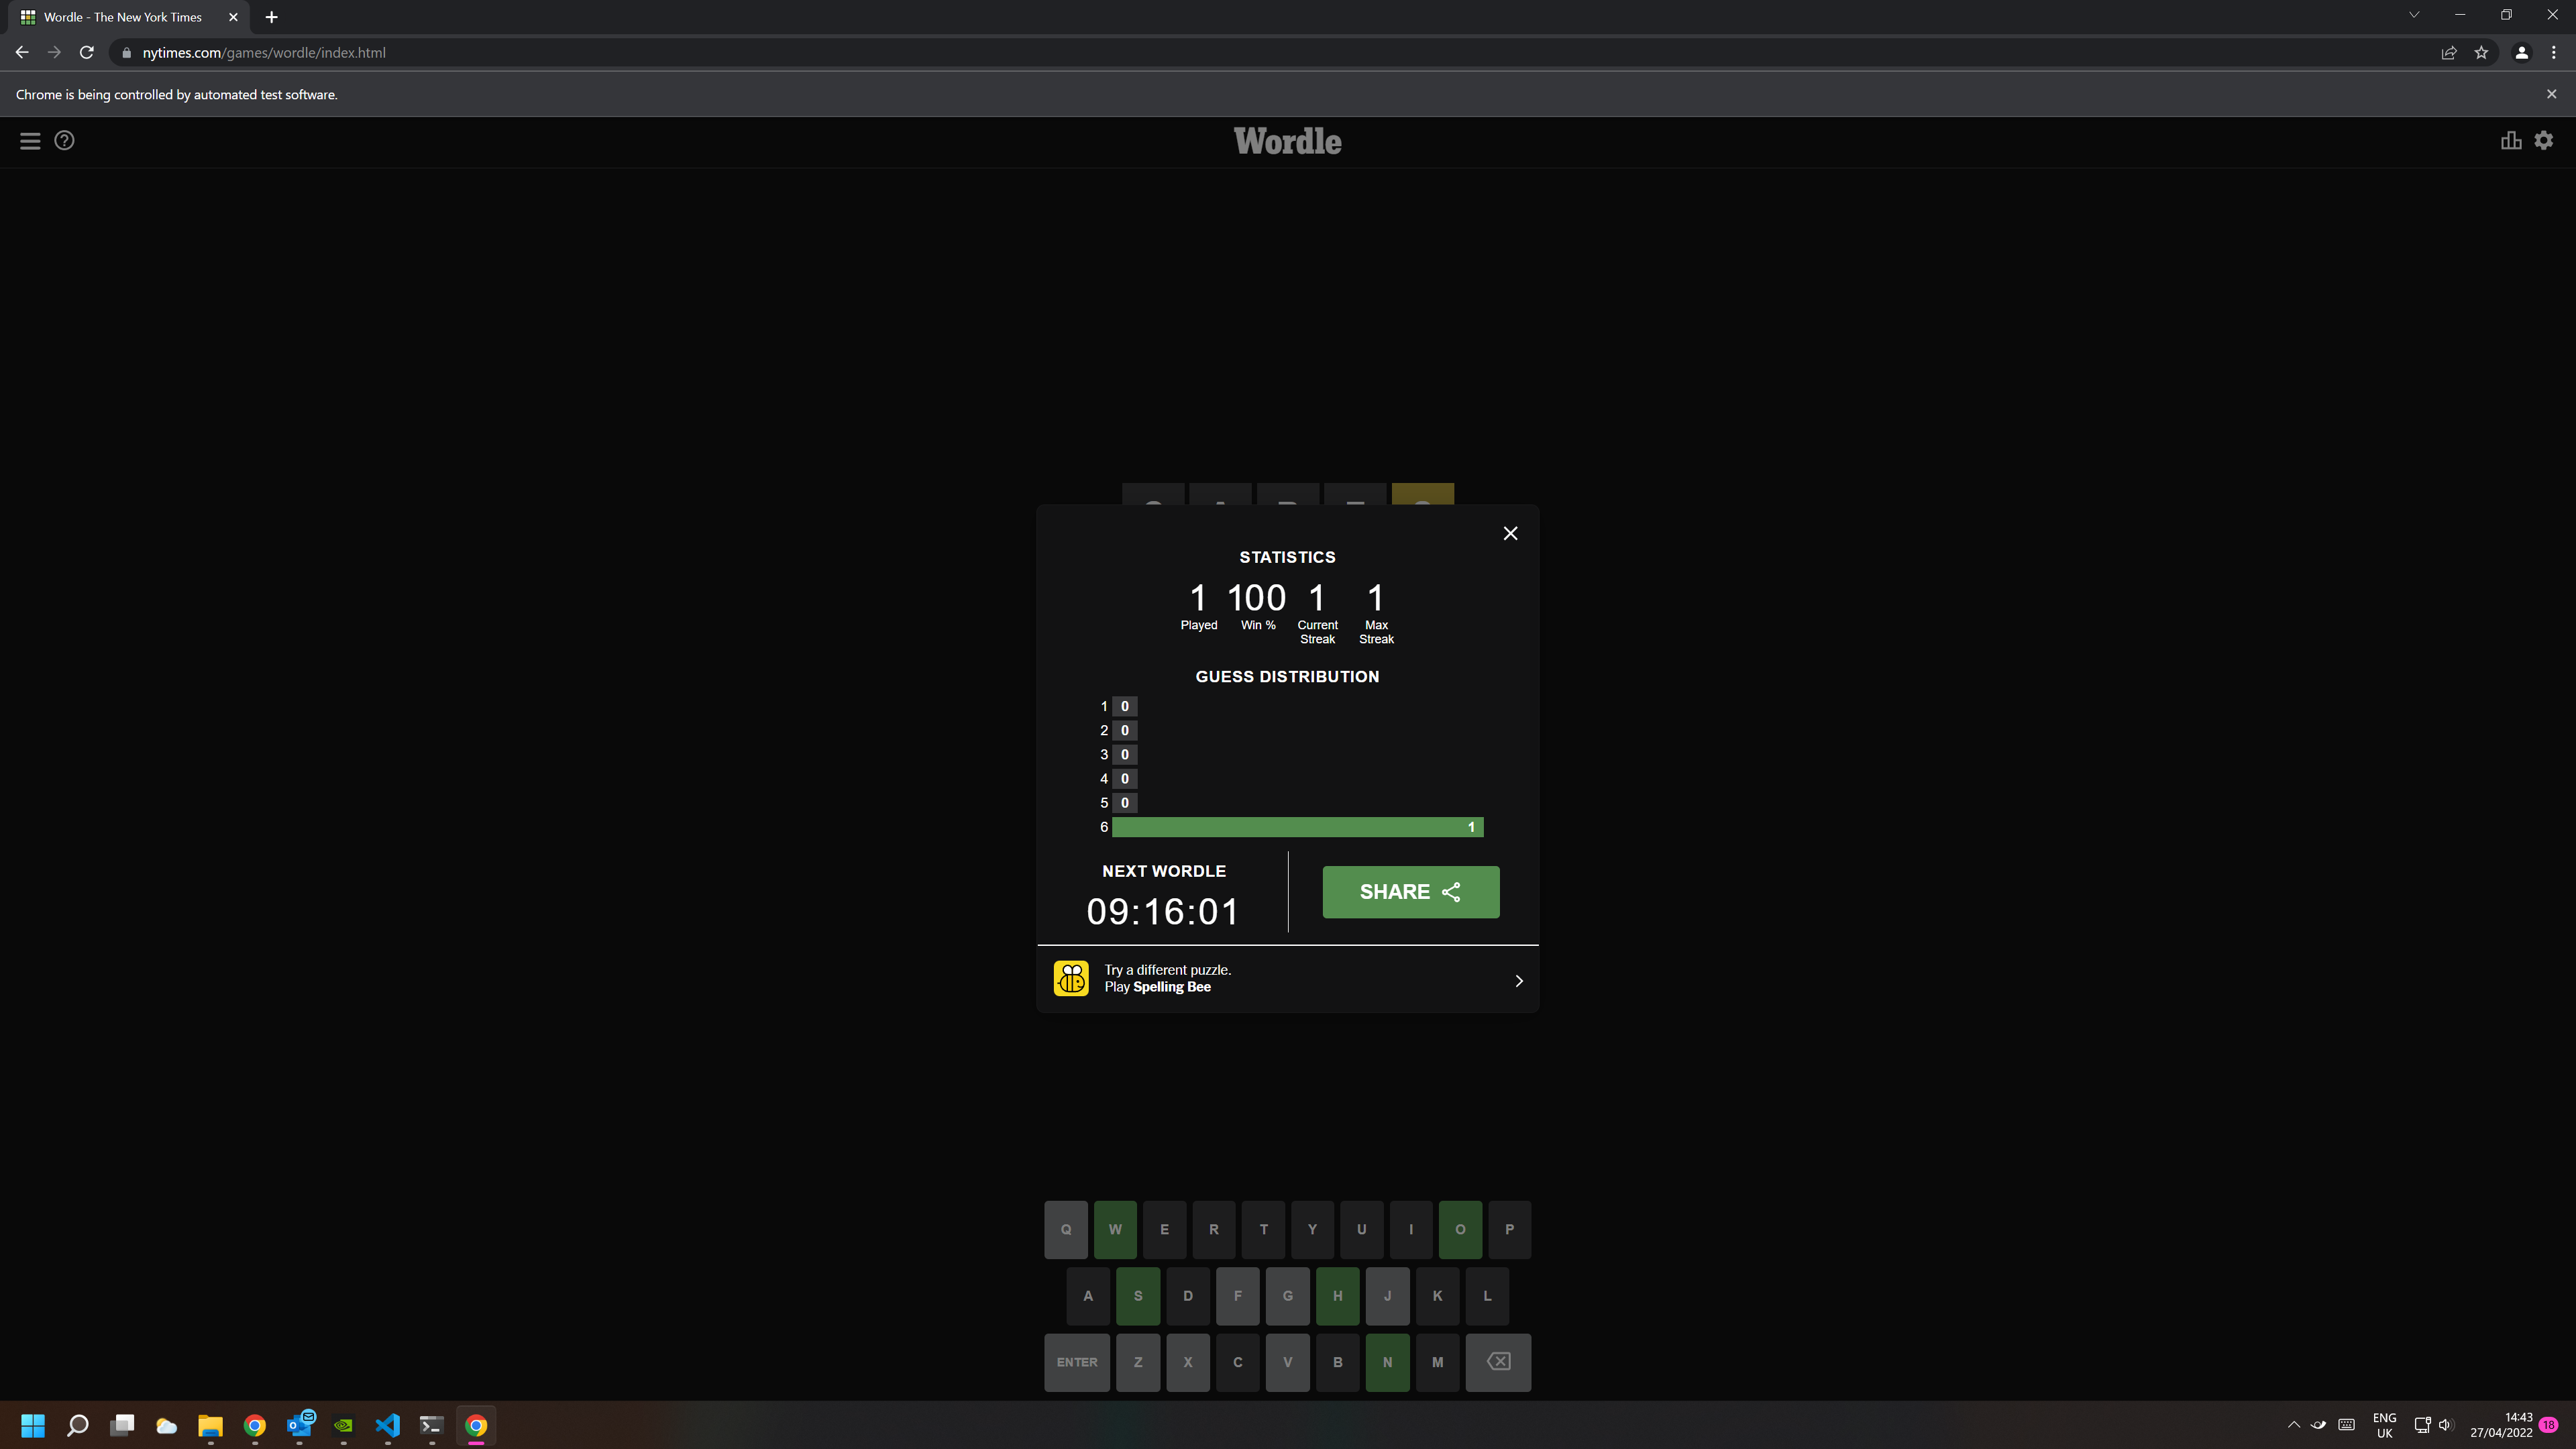 Wordle - The New York Times
nytimes.com/games/wordle/index.html
Chrome is being controlled by automated test software.
Wordle
STATISTICS
1 100 1 1
Played Win % Current Streak Max Streak
GUESS DISTRIBUTION
1 0
2 0
3 0
4 0
5 0
6 1
NEXT WORDLE
09:16:01
SHARE
Try a different puzzle.
Play Spelling Bee
Q W E R T Y U I O P
A S D F G H J K L
ENTER Z X C V B N M
ENG
UK
14:43
27/04/2022
18